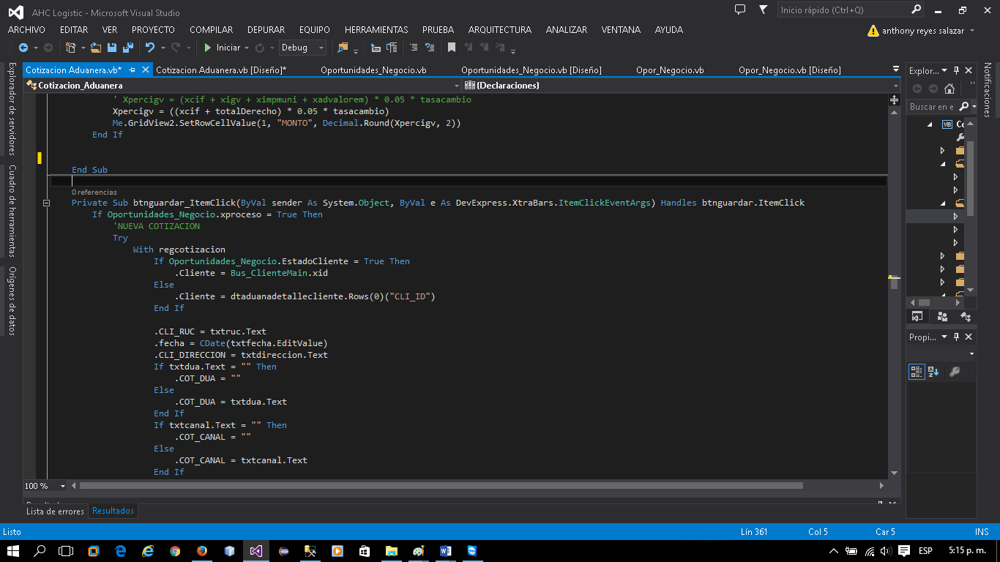 AHC Logistic - Microsoft Visual Studio
Inicio rápido (Ctrl+Q)
ARCHIVO EDITAR VER PROYECTO COMPILAR DEPURAR EQUIPO HERRAMIENTAS PRUEBA ARQUITECTURA ANALIZAR VENTANA AYUDA
anthony reyes salazar
Iniciar Debug
Cotizacion Aduanera.vb* Cotizacion Aduanera.vb [Diseño]* Oportunidades_Negocio.vb Oportunidades_Negocio.vb [Diseño] Opor_Negocio.vb Opor_Negocio.vb [Diseño]
Cotizacion_Aduanera (Declaraciones)
' Xpercigv = (xcif + xigv + ximpmuni + xadvalorem) * 0.05 * tasacambio
Xpercigv = ((xcif + totalDerecho) * 0.05 * tasacambio)
Me.GridView2.SetRowCellValue(1, "MONTO", Decimal.Round(Xpercigv, 2))
End If
End Sub
0 referencias
Private Sub btnguardar_ItemClick(ByVal sender As System.Object, ByVal e As DevExpress.XtraBars.ItemClickEventArgs) Handles btnguardar.ItemClick
If Oportunidades_Negocio.xproceso = True Then
'NUEVA COTIZACION
Try
With regcotizacion
If Oportunidades_Negocio.EstadoCliente = True Then
.Cliente = Bus_ClienteMain.xid
Else
.Cliente = dtaduanadetallecliente.Rows(0)("CLI_ID")
End If
.CLI_RUC = txtruc.Text
.fecha = CDate(txtfecha.EditValue)
.CLI_DIRECCION = txtdireccion.Text
If txtdua.Text = "" Then
.COT_DUA = ""
Else
.COT_DUA = txtdua.Text
End If
If txtcanal.Text = "" Then
.COT_CANAL = ""
Else
.COT_CANAL = txtcanal.Text
End If
100 %
Lista de errores Resultados
Explorador de servidores
Cuadro de herramientas
Orígenes de datos
Explor...
Buscar en e
VB
Propi...
Notificaciones
Listo Lín 361 Col 5 Car 5 INS
ESP 5:15 p. m.